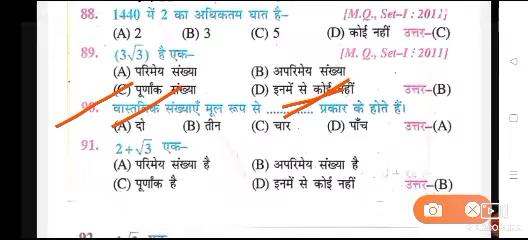 88. 1440 में 2 का अधिकतम घात है– [M.Q., Set–I : 2011]
(A) 2 (B) 3 (C) 5 (D) कोई नहीं उत्तर–(C)
89. (3√3) है एक– [M.Q., Set–I : 2011]
(A) परिमेय संख्या (B) अपरिमेय संख्या
(C) पूर्णांक संख्या (D) इनमें से कोई नहीं उत्तर–(B)
90. वास्तविक संख्याएँ मूल रूप से ............. प्रकार के होते हैं।
(A) दो (B) तीन (C) चार (D) पाँच उत्तर–(A)
91. 2+√3 एक–
(A) परिमेय संख्या है (B) अपरिमेय संख्या है
(C) पूर्णांक है (D) इनमें से कोई नहीं उत्तर–(B)